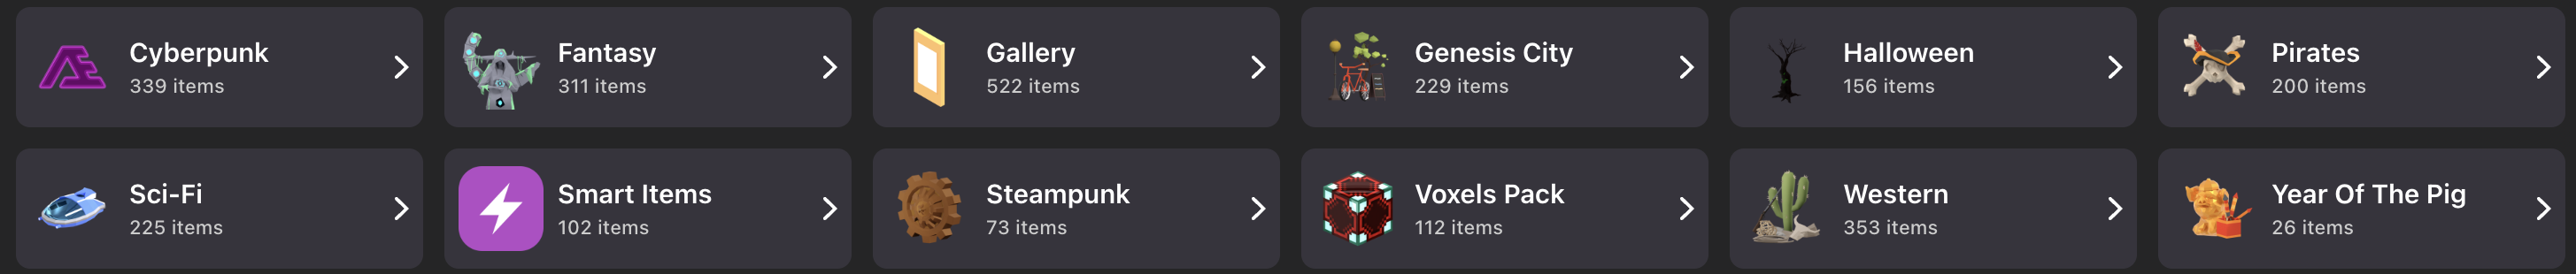 Cyberpunk
339 items
Fantasy
311 items
Gallery
522 items
Genesis City
229 items
Halloween
156 items
Pirates
200 items
Sci-Fi
225 items
Smart Items
102 items
Steampunk
73 items
Voxels Pack
112 items
Western
353 items
Year Of The Pig
26 items